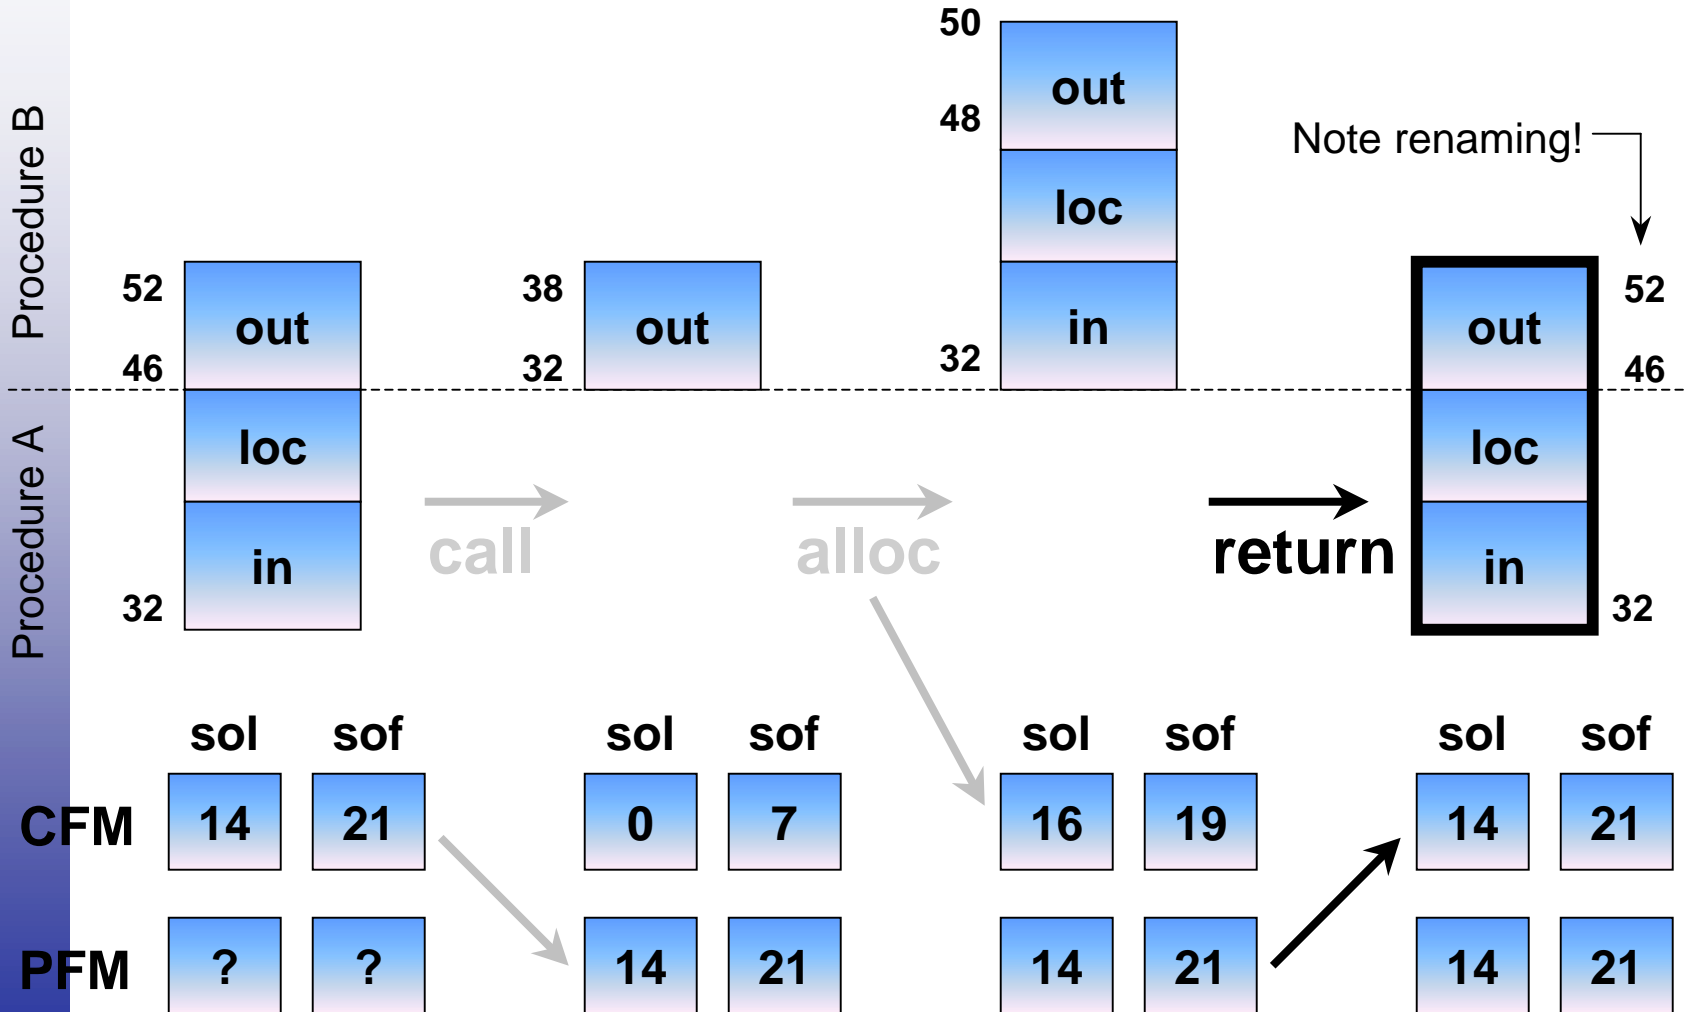 Procedure B
Procedure A
50
48
32
out
loc
in
Note renaming!
52
46
32
out
loc
in
38
32
out
52
46
32
out
loc
in
call
alloc
return
sol sof sol sof sol sof sol sof
CFM 14 21 0 7 16 19 14 21
PFM ? ? 14 21 14 21 14 21